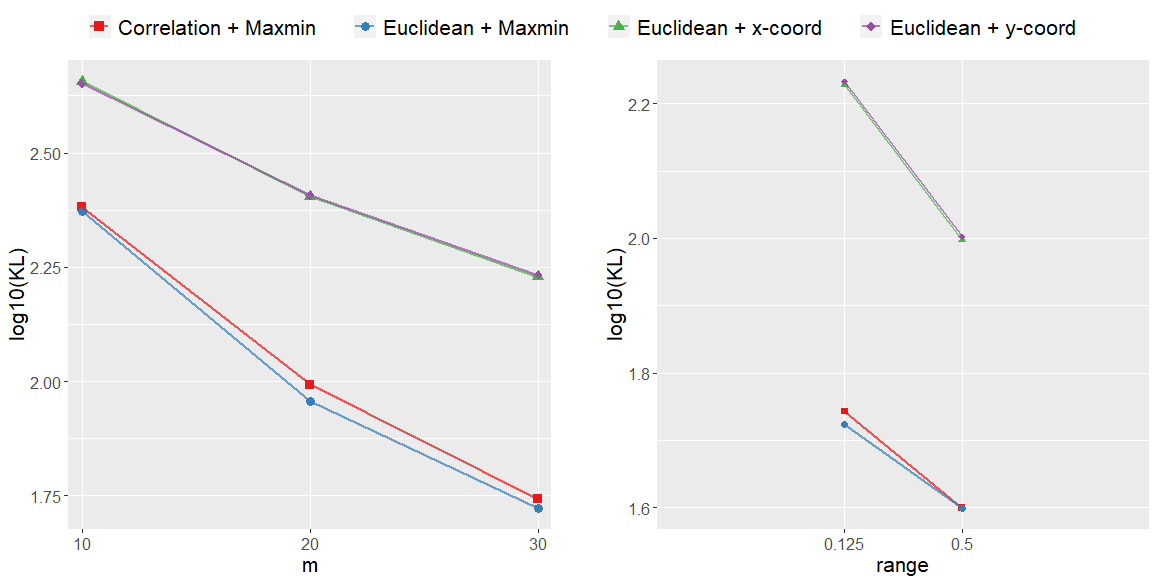 Correlation + Maxmin Euclidean + Maxmin Euclidean + x-coord Euclidean + y-coord
log10(KL)
2.50
2.25
2.00
1.75
10 20 30
m
log10(KL)
2.2
2.0
1.8
1.6
0.125 0.5
range